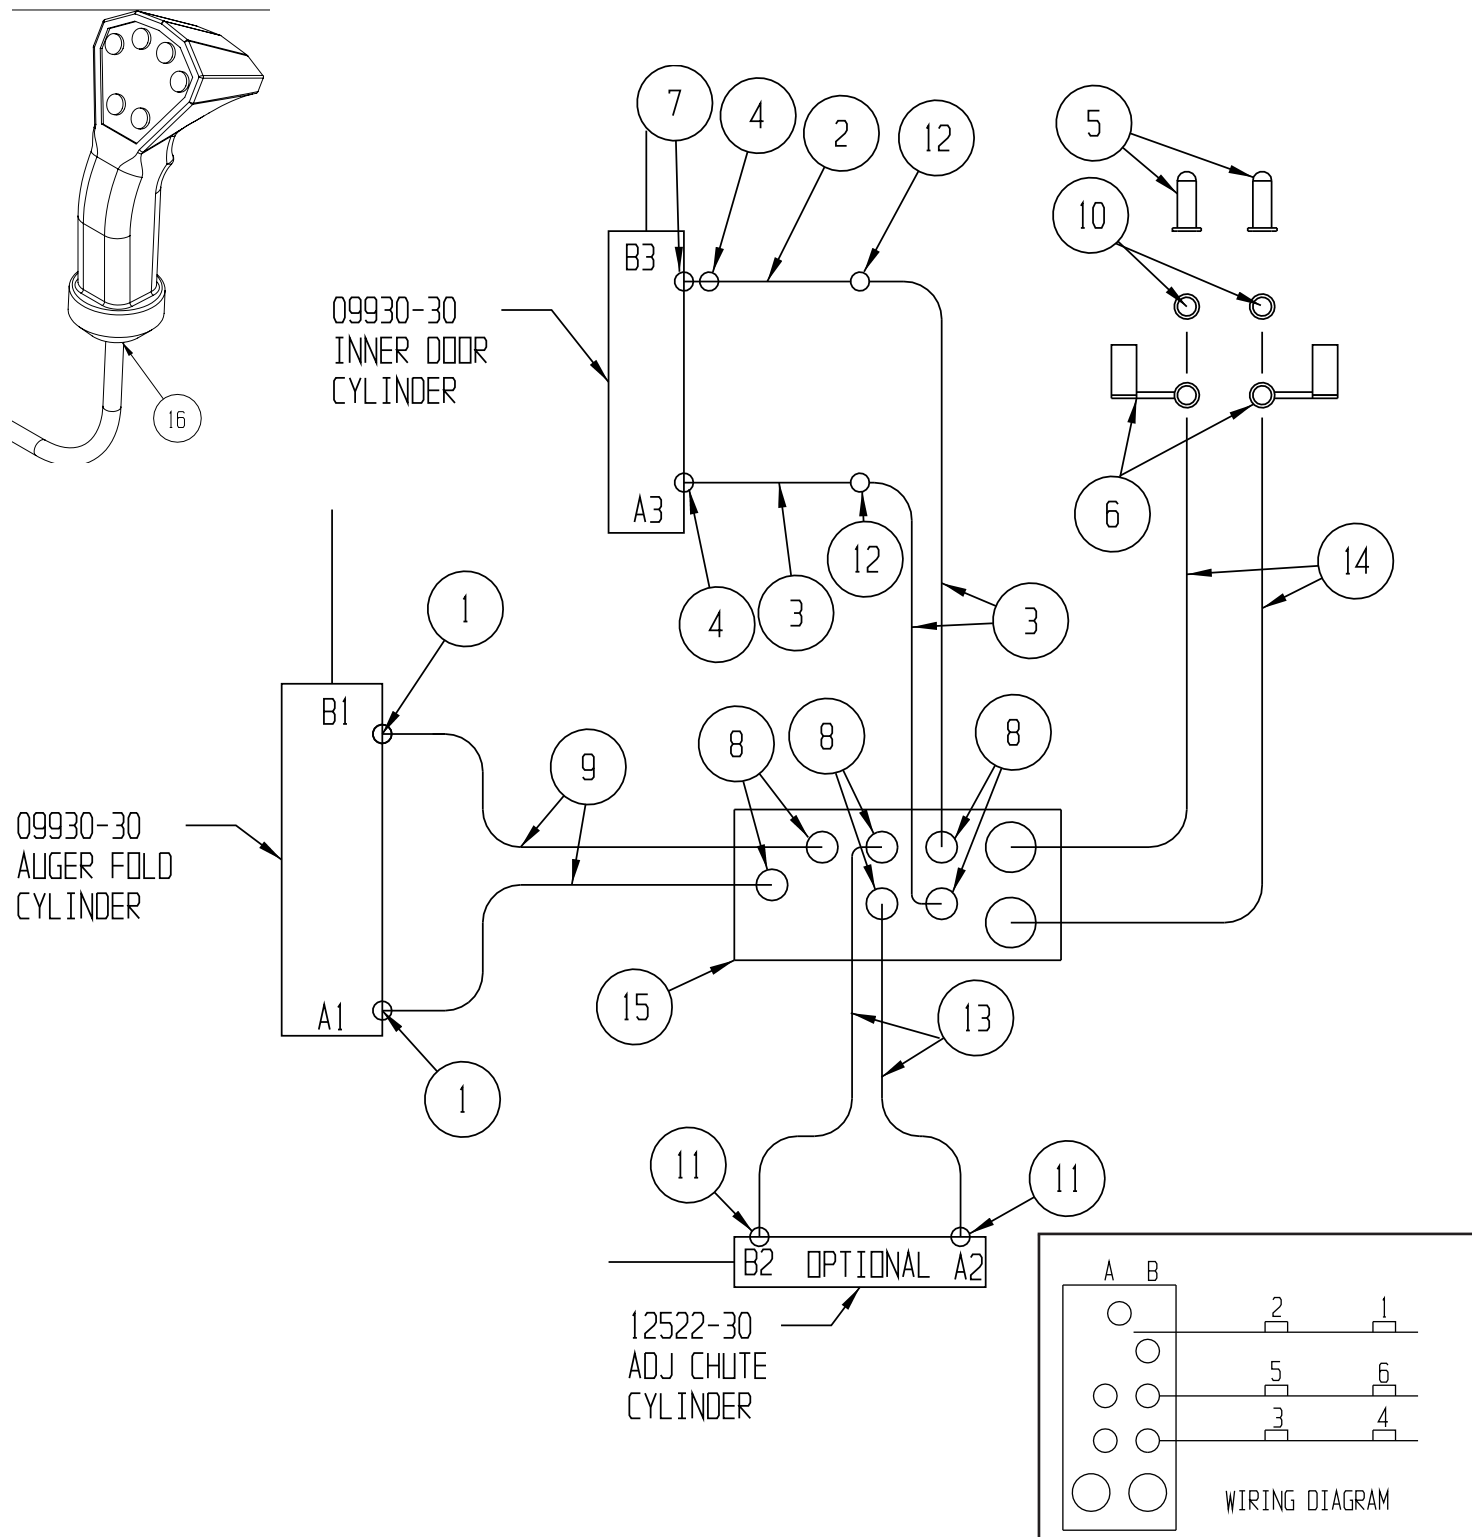 7
4
2
12
5
10
B3
09930-30
INNER DOOR
CYLINDER
16
A3
12
6
14
4
3
3
1
B1
8
8
8
9
09930-30
AUGER FOLD
CYLINDER
A1
15
13
1
11
11
B2 OPTIONAL A2
12522-30
ADJ CHUTE
CYLINDER
A B
2 1
5 6
3 4
WIRING DIAGRAM